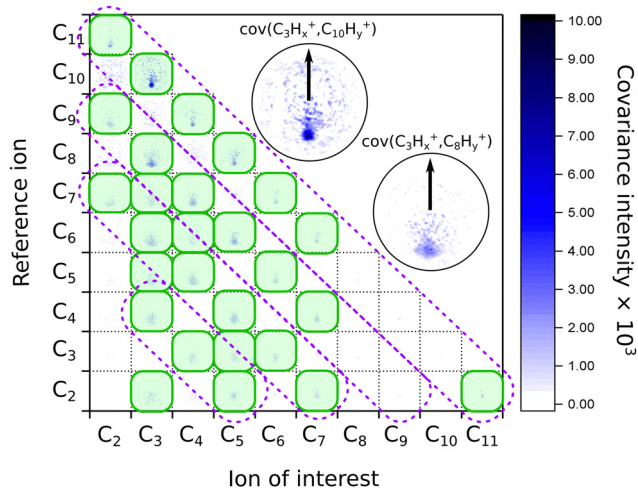 cov(C₃Hₓ⁺,C₁₀Hᵧ⁺)
cov(C₃Hₓ⁺,C₈Hᵧ⁺)
Reference ion
C₁₁
C₁₀
C₉
C₈
C₇
C₆
C₅
C₄
C₃
C₂
C₂ C₃ C₄ C₅ C₆ C₇ C₈ C₉ C₁₀ C₁₁
Ion of interest
10.00
9.00
8.00
7.00
6.00
5.00
4.00
3.00
2.00
1.00
0.00
Covariance intensity × 10³